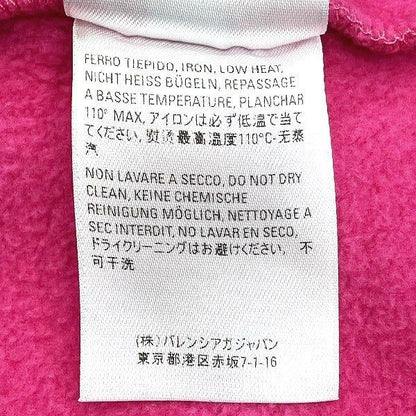 FERRO TIEPIDO, IRON, LOW HEAT,
NICHT HEISS BÜGELN, REPASSAGE
A BASSE TEMPERATURE, PLANCHAR
110° MAX, アイロンは必ず低温で当て
てください, 熨烫最高温度110°C-无蒸
汽
NON LAVARE A SECCO, DO NOT DRY
CLEAN, KEINE CHEMISCHE
REINIGUNG MÖGLICH, NETTOYAGE A
SEC INTERDIT, NO LAVAR EN SECO,
ドライクリーニングはお避けください, 不
可干洗
(株) バレンシアガジャパン
東京都港区赤坂7-1-16